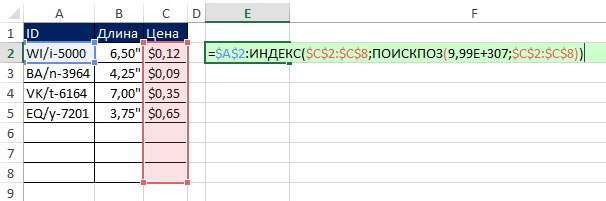 A B C D E F
1 ID Длина Цена
2 WI/i-5000 6,50" $0,12 =$A$2:ИНДЕКС($C$2:$C$8;ПОИСКПОЗ(9,99E+307;$C$2:$C$8))
3 BA/n-3964 4,25" $0,09
4 VK/t-6164 7,00" $0,35
5 EQ/y-7201 3,75" $0,65
6
7
8
9